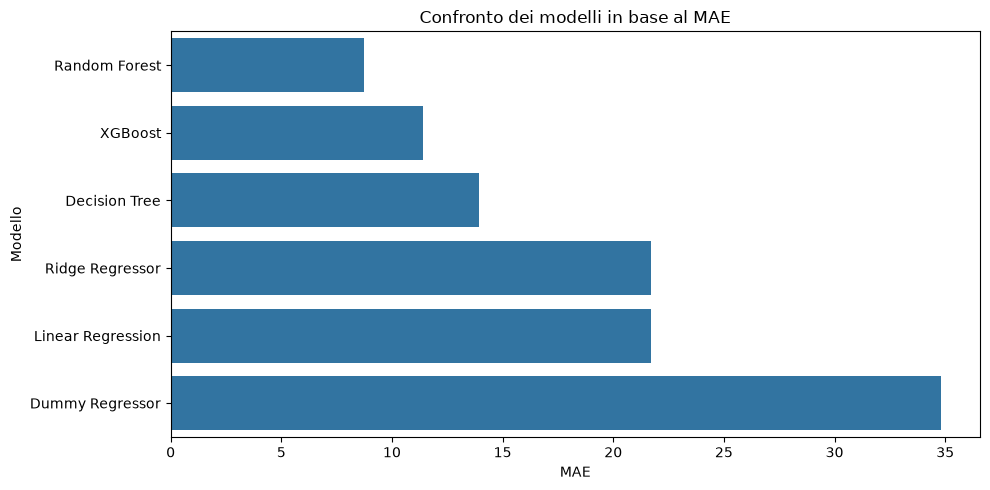 Confronto dei modelli in base al MAE
Modello
Random Forest
XGBoost
Decision Tree
Ridge Regressor
Linear Regression
Dummy Regressor
0 5 10 15 20 25 30 35
MAE